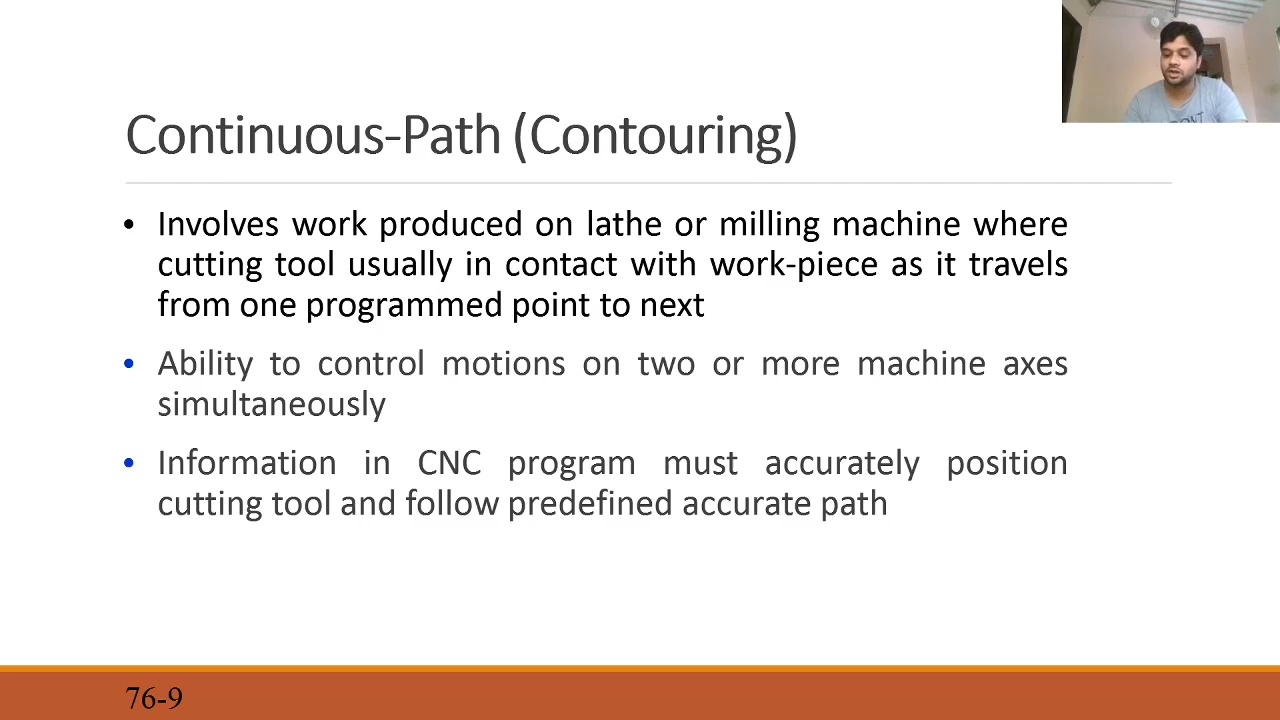 Continuous-Path (Contouring)
• Involves work produced on lathe or milling machine where
cutting tool usually in contact with work-piece as it travels
from one programmed point to next
• Ability to control motions on two or more machine axes
simultaneously
• Information in CNC program must accurately position
cutting tool and follow predefined accurate path
76-9